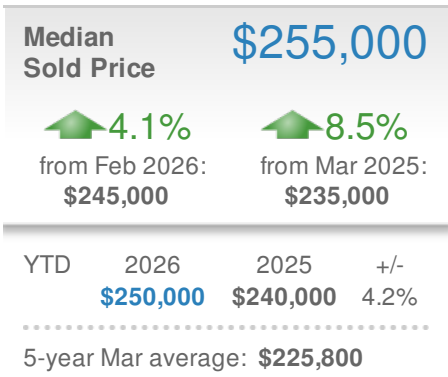 Median
Sold Price
$255,000
4.1%
8.5%
from Feb 2026:
from Mar 2025:
$245,000
$235,000
YTD 2026 2025 +/-
$250,000 $240,000 4.2%
5-year Mar average: $225,800